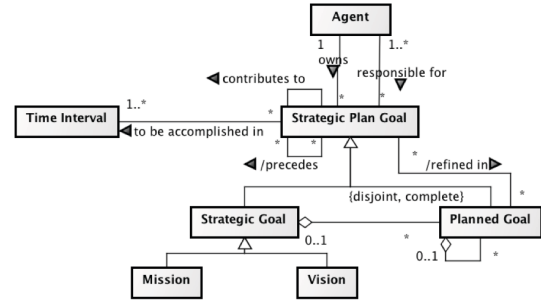 Agent
1
1..*
owns
contributes to
responsible for
1..*
*
*
*
Time Interval
Strategic Plan Goal
to be accomplished in
*
*
*
/precedes
/refined in
{disjoint, complete}
*
Strategic Goal
Planned Goal
0..1
*
0..1
*
Mission
Vision